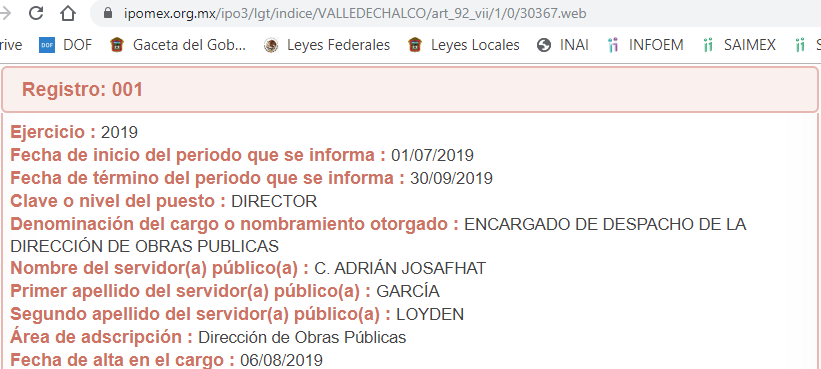 ipomex.org.mx/ipo3/lgt/indice/VALLEDECHALCO/art_92_vii/1/0/30367.web
rive DOF DOF Gaceta del Gob... Leyes Federales Leyes Locales INAI INFOEM SAIMEX S
Registro: 001
Ejercicio : 2019
Fecha de inicio del periodo que se informa : 01/07/2019
Fecha de término del periodo que se informa : 30/09/2019
Clave o nivel del puesto : DIRECTOR
Denominación del cargo o nombramiento otorgado : ENCARGADO DE DESPACHO DE LA
DIRECCIÓN DE OBRAS PUBLICAS
Nombre del servidor(a) público(a) : C. ADRIÁN JOSAFHAT
Primer apellido del servidor(a) público(a) : GARCÍA
Segundo apellido del servidor(a) público(a) : LOYDEN
Área de adscripción : Dirección de Obras Públicas
Fecha de alta en el cargo : 06/08/2019